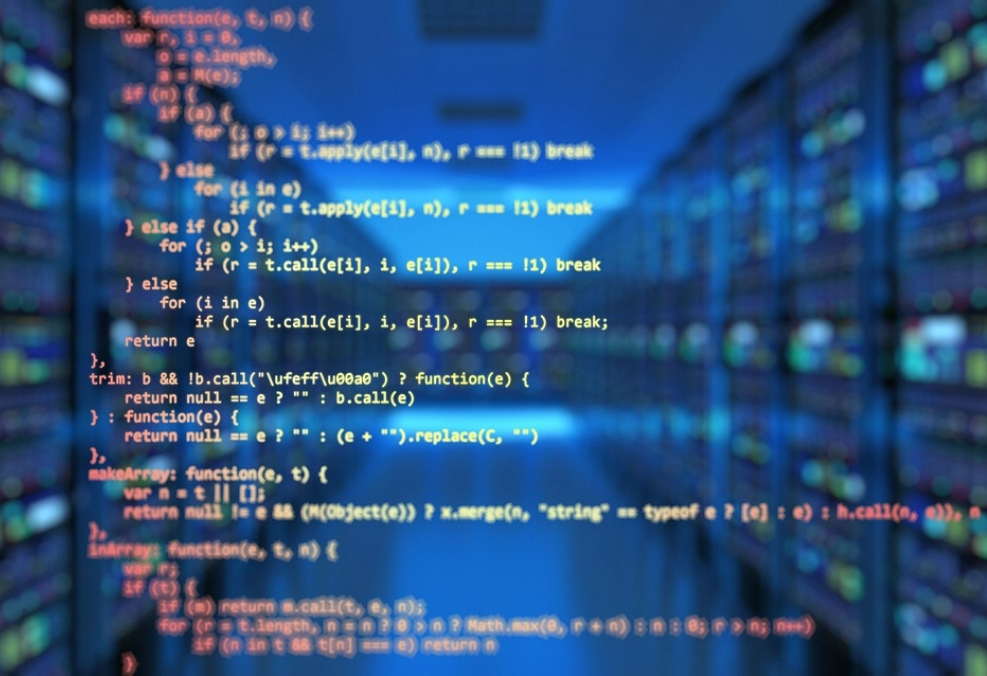 each: function(e, t, n) {
var r, i = 0,
o = e.length,
a = M(e);
if (n) {
if (a) {
for (; o > i; i++)
if (r = t.apply(e[i], n), r === !1) break
} else
for (i in e)
if (r = t.apply(e[i], n), r === !1) break
} else if (a) {
for (; o > i; i++)
if (r = t.call(e[i], i, e[i]), r === !1) break
} else
for (i in e)
if (r = t.call(e[i], i, e[i]), r === !1) break;
return e
},
trim: b && !b.call("\ufeff\u00a0") ? function(e) {
return null == e ? "" : b.call(e)
} : function(e) {
return null == e ? "" : (e + "").replace(C, "")
},
makeArray: function(e, t) {
var n = t || [];
return null != e && (M(Object(e)) ? x.merge(n, "string" == typeof e ? [e] : e) : h.call(n, e)), n
},
inArray: function(e, t, n) {
var r;
if (t) {
if (m) return m.call(t, e, n);
for (r = t.length, n = n ? 0 > n ? Math.max(0, r + n) : n : 0; r > n; n++)
if (n in t && t[n] === e) return n
}